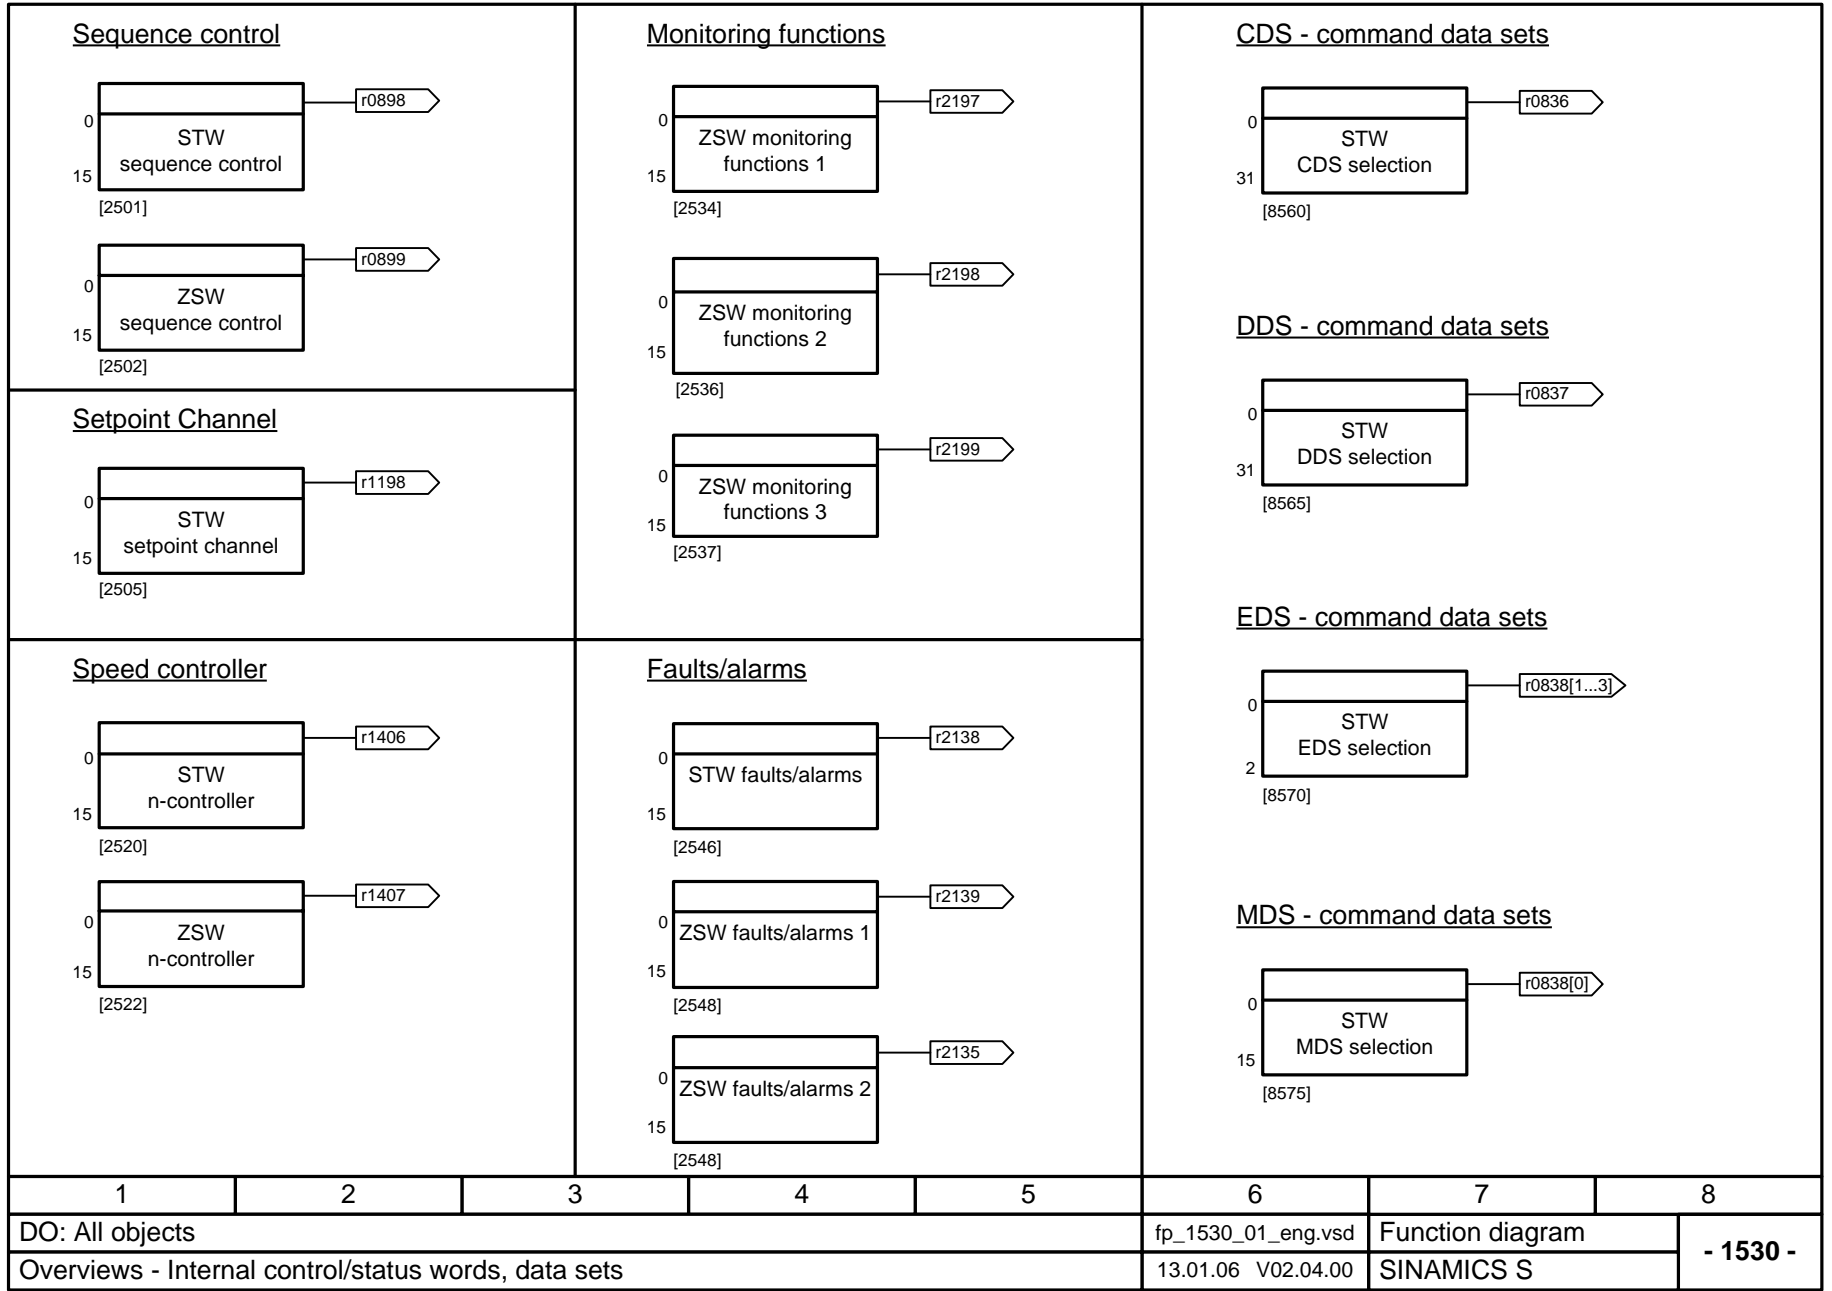 Sequence control
r0898
0
STW
sequence control
15
[2501]
r0899
0
ZSW
sequence control
15
[2502]
Setpoint Channel
r1198
0
STW
setpoint channel
15
[2505]
Speed controller
r1406
0
STW
n-controller
15
[2520]
r1407
0
ZSW
n-controller
15
[2522]
Monitoring functions
r2197
0
ZSW monitoring
functions 1
15
[2534]
r2198
0
ZSW monitoring
functions 2
15
[2536]
r2199
0
ZSW monitoring
functions 3
15
[2537]
Faults/alarms
r2138
0
STW faults/alarms
15
[2546]
r2139
0
ZSW faults/alarms 1
15
[2548]
r2135
0
ZSW faults/alarms 2
15
[2548]
CDS - command data sets
r0836
0
STW
CDS selection
31
[8560]
DDS - command data sets
r0837
0
STW
DDS selection
31
[8565]
EDS - command data sets
r0838[1...3]
0
STW
EDS selection
2
[8570]
MDS - command data sets
r0838[0]
0
STW
MDS selection
15
[8575]
1 2 3 4 5 6 7 8
DO: All objects
fp_1530_01_eng.vsd
Function diagram
- 1530 -
Overviews - Internal control/status words, data sets
13.01.06 V02.04.00
SINAMICS S